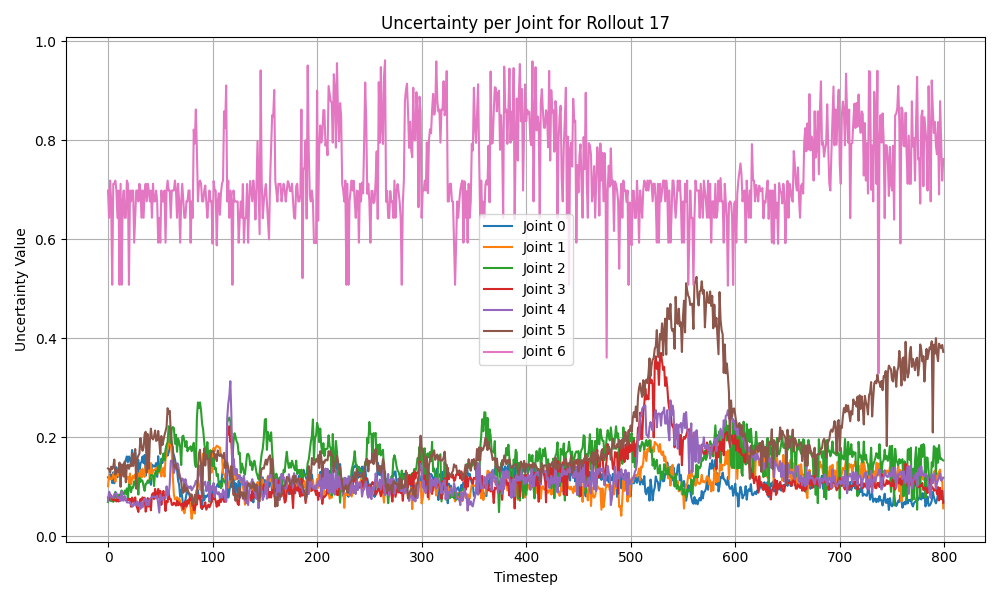 Uncertainty per Joint for Rollout 17
1.0
0.8
0.6
0.4
0.2
0.0
Uncertainty Value
Joint 0
Joint 1
Joint 2
Joint 3
Joint 4
Joint 5
Joint 6
0 100 200 300 400 500 600 700 800
Timestep